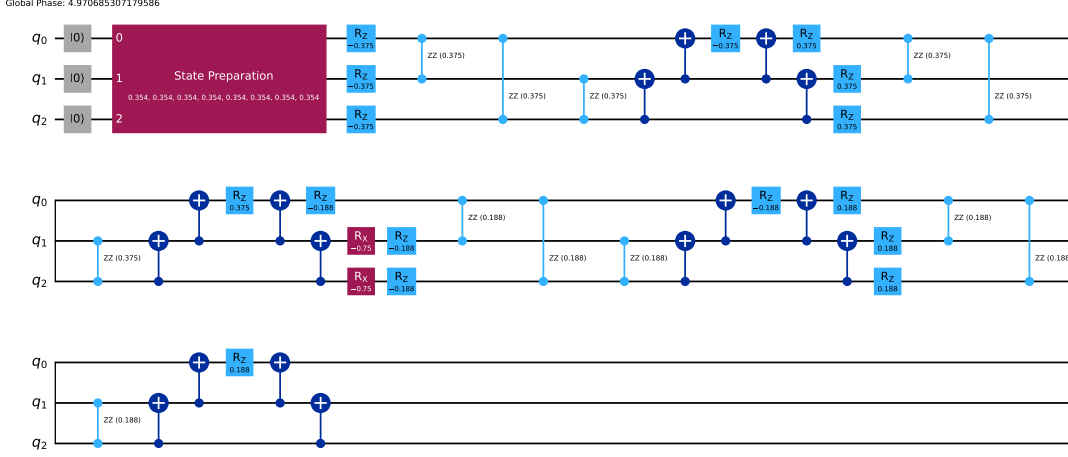 Global Phase: 4.970685307179586
q0 |0⟩ 0 RZ −0.375 ZZ (0.375) RZ −0.375 RZ 0.375
q1 |0⟩ 1 State Preparation RZ −0.375 RZ 0.375
0.354, 0.354, 0.354, 0.354, 0.354, 0.354, 0.354, 0.354 ZZ (0.375) ZZ (0.375) ZZ (0.375) ZZ (0.375)
q2 |0⟩ 2 RZ −0.375 RZ 0.375
q0 RZ 0.375 RZ −0.188 RZ −0.188 RZ 0.188
ZZ (0.188) ZZ (0.188)
q1 RX −0.75 RZ −0.188 RZ 0.188
ZZ (0.375) ZZ (0.188) ZZ (0.188) ZZ (0.188
q2 RX −0.75 RZ −0.188 RZ 0.188
q0 RZ 0.188
q1
ZZ (0.188)
q2